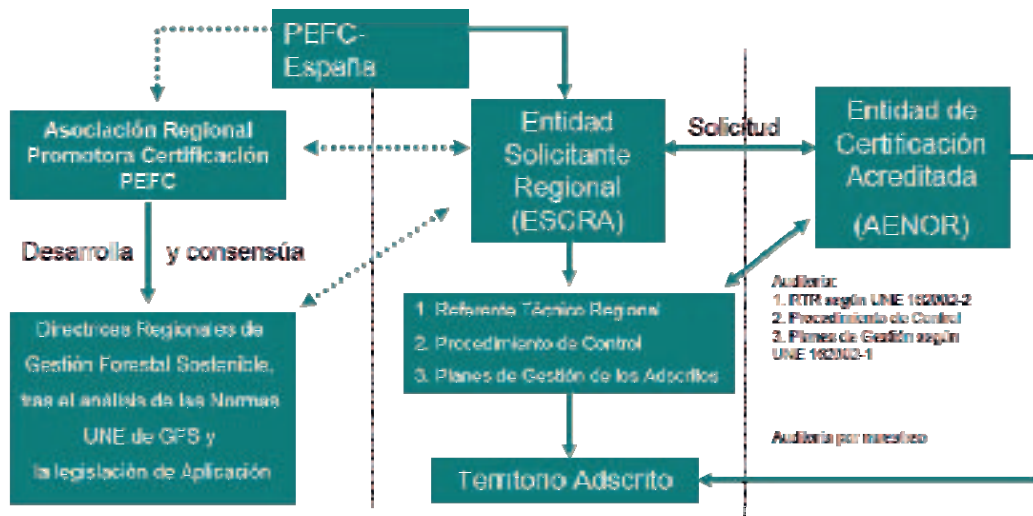 PEFC-
España
Asociación Regional
Promotora Certificación
PEFC
Entidad
Solicitante
Regional
(ESCRA)
Solicitud
Entidad de
Certificación
Acreditada
(AENOR)
Desarrolla y consensúa
Directrices Regionales de
Gestión Forestal Sostenible,
tras el análisis de las Normas
UNE de GFS y
la legislación de Aplicación
1. Referente Técnico Regional
2. Procedimiento de Control
3. Planes de Gestión de los Adscritos
Auditoría:
1. RTR según UNE 162002-2
2. Procedimiento de Control
3. Planes de Gestión según
UNE 162002-1
Auditoría por muestreo
Territorio Adscrito